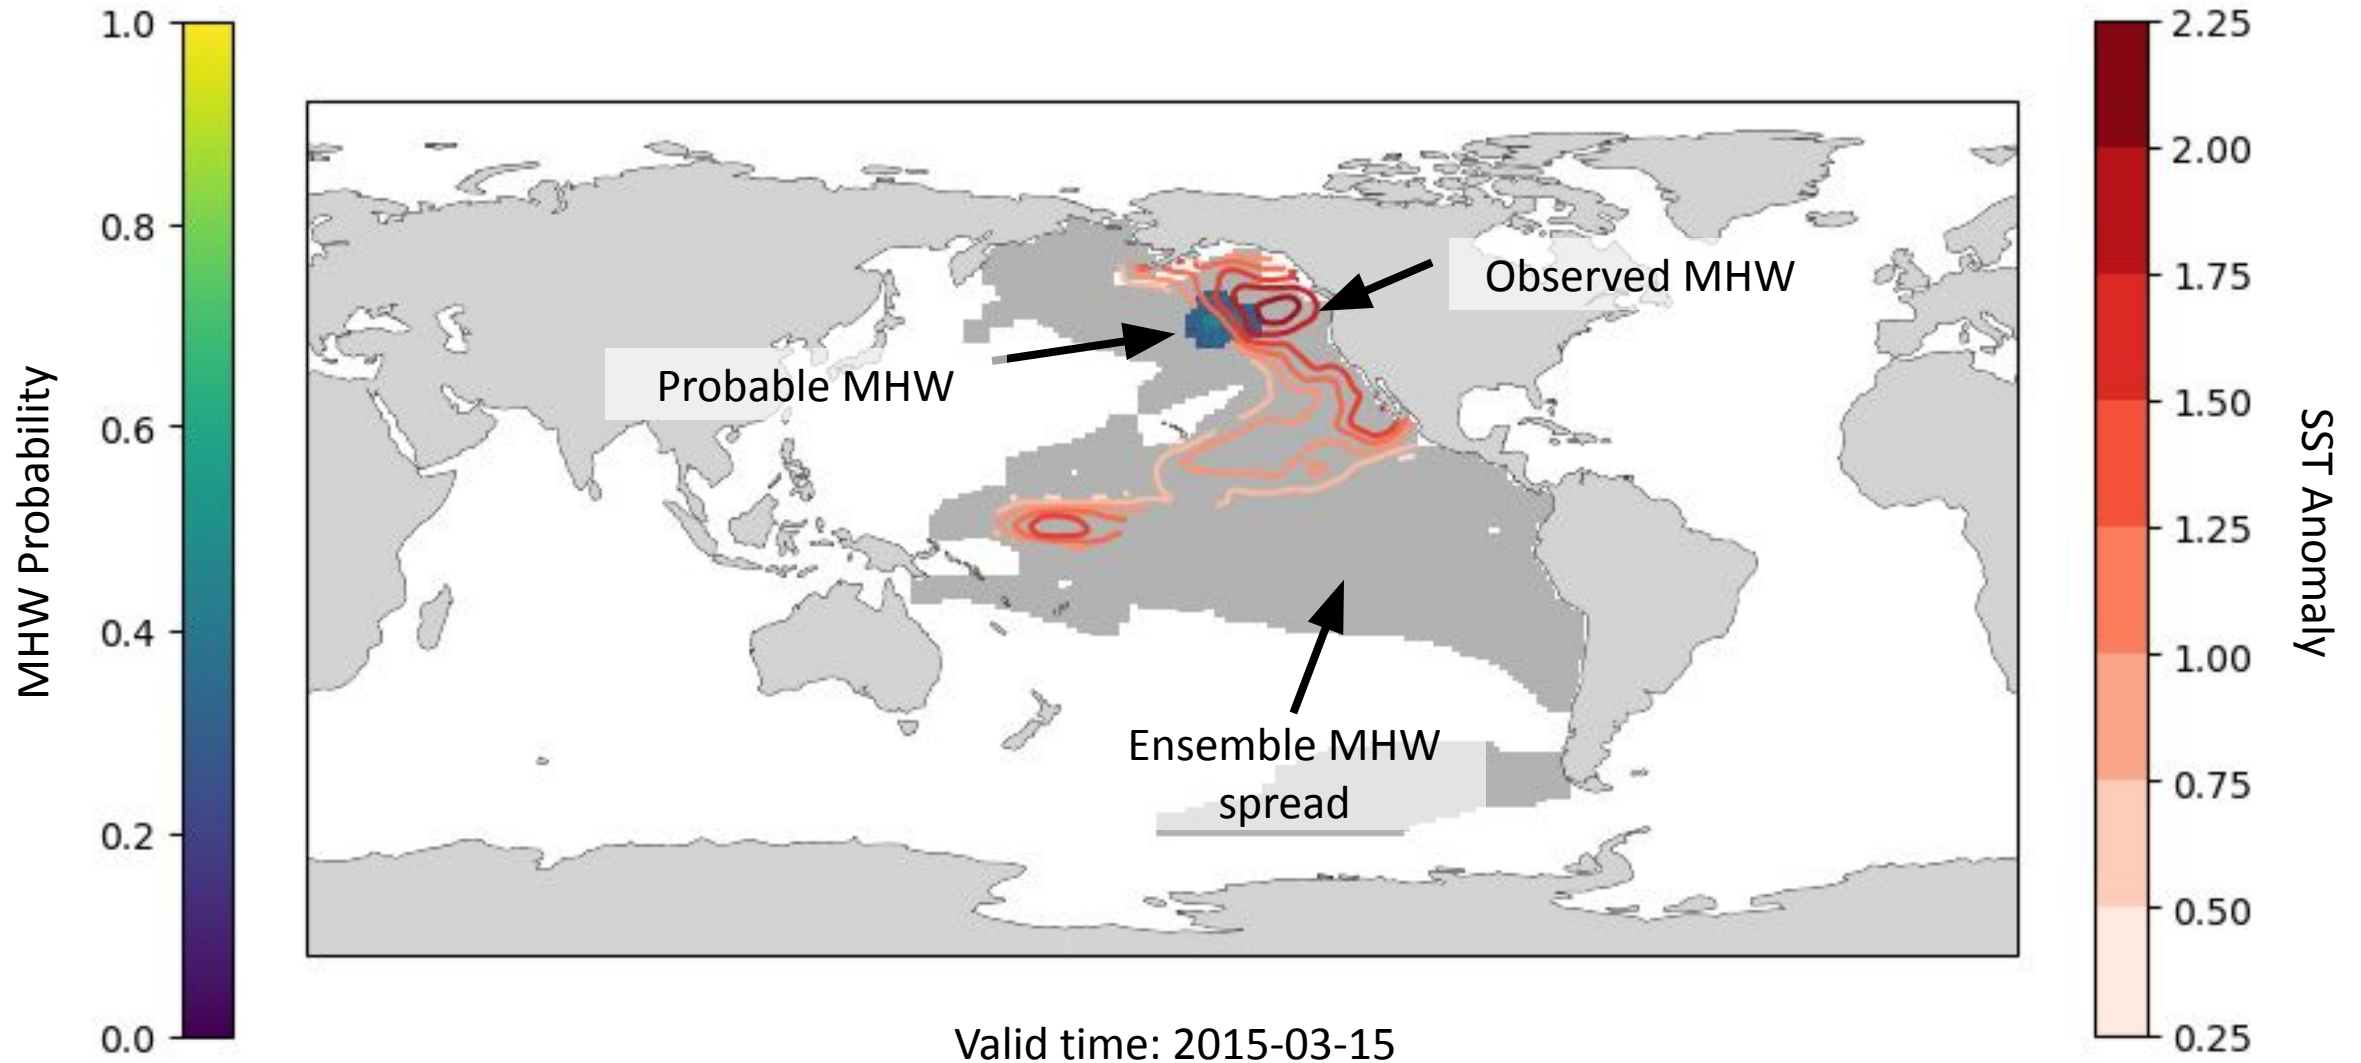 MHW Probability
1.0
0.8
0.6
0.4
0.2
0.0
Observed MHW
Probable MHW
Ensemble MHW
spread
Valid time: 2015-03-15
2.25
2.00
1.75
1.50
1.25
1.00
0.75
0.50
0.25
SST Anomaly